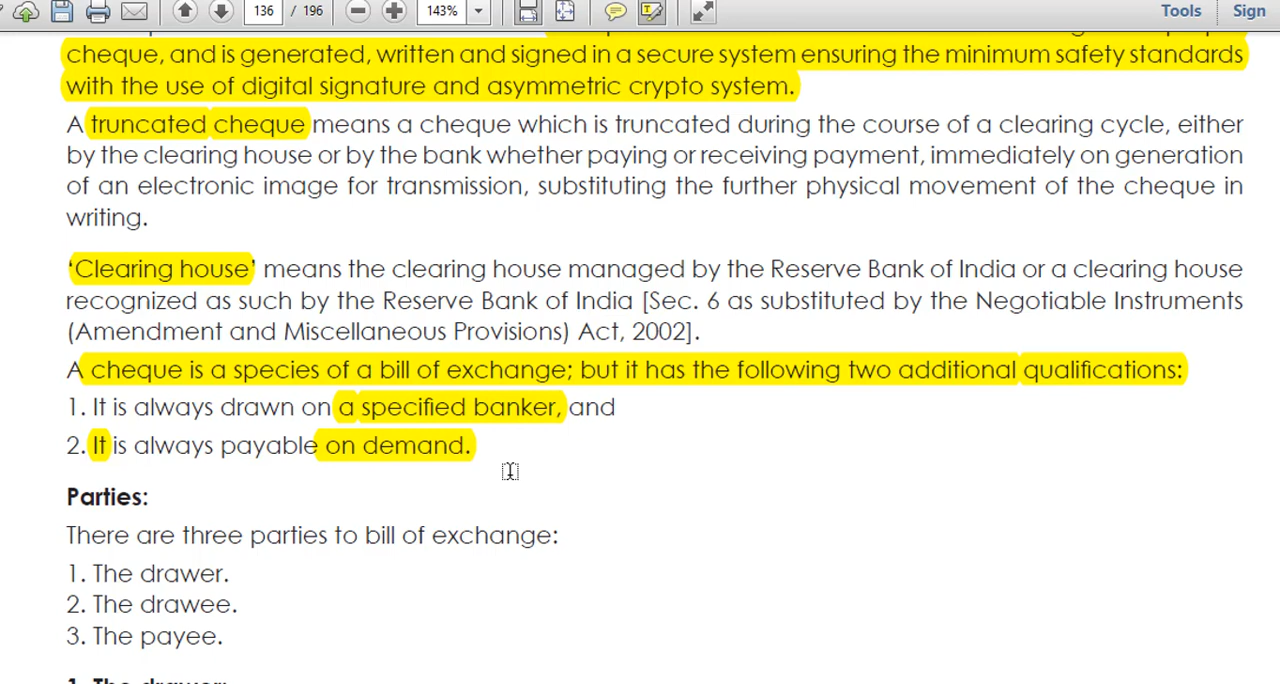 136 / 196 143% Tools Sign
cheque, and is generated, written and signed in a secure system ensuring the minimum safety standards
with the use of digital signature and asymmetric crypto system.
A truncated cheque means a cheque which is truncated during the course of a clearing cycle, either
by the clearing house or by the bank whether paying or receiving payment, immediately on generation
of an electronic image for transmission, substituting the further physical movement of the cheque in
writing.
‘Clearing house’ means the clearing house managed by the Reserve Bank of India or a clearing house
recognized as such by the Reserve Bank of India [Sec. 6 as substituted by the Negotiable Instruments
(Amendment and Miscellaneous Provisions) Act, 2002].
A cheque is a species of a bill of exchange; but it has the following two additional qualifications:
1. It is always drawn on a specified banker, and
2. It is always payable on demand.
Parties:
There are three parties to bill of exchange:
1. The drawer.
2. The drawee.
3. The payee.
1. The drawer: